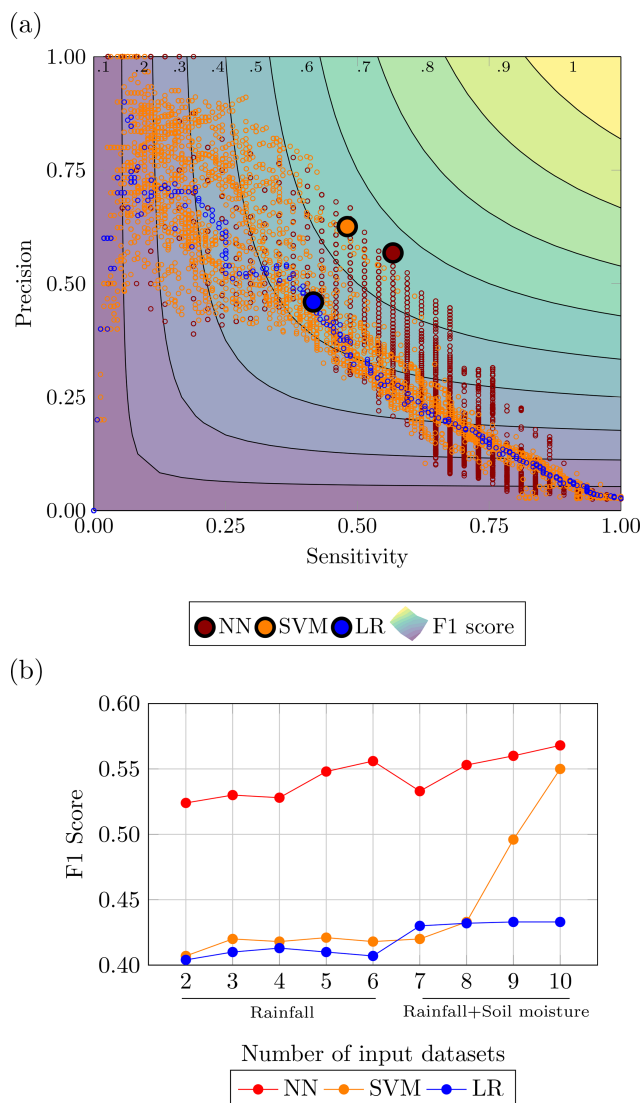 (a)
1.00
.1 .2 .3 .4 .5 .6 .7 .8 .9 1
0.75
0.50
0.25
0.00
Precision
0.00 0.25 0.50 0.75 1.00
Sensitivity
NN SVM LR F1 score
(b)
0.60
0.55
0.50
0.45
0.40
F1 Score
2 3 4 5 6 7 8 9 10
Rainfall Rainfall+Soil moisture
Number of input datasets
NN SVM LR